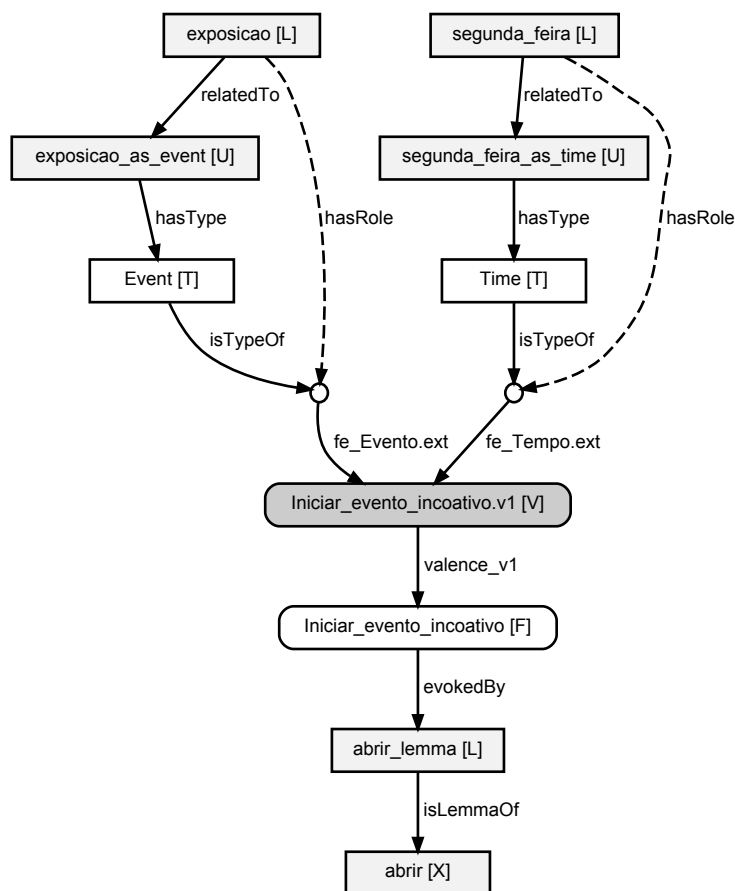 exposicao [L]
segunda_feira [L]
relatedTo
relatedTo
exposicao_as_event [U]
segunda_feira_as_time [U]
hasType
hasRole
hasType
hasRole
Event [T]
Time [T]
isTypeOf
isTypeOf
fe_Evento.ext
fe_Tempo.ext
Iniciar_evento_incoativo.v1 [V]
valence_v1
Iniciar_evento_incoativo [F]
evokedBy
abrir_lemma [L]
isLemmaOf
abrir [X]